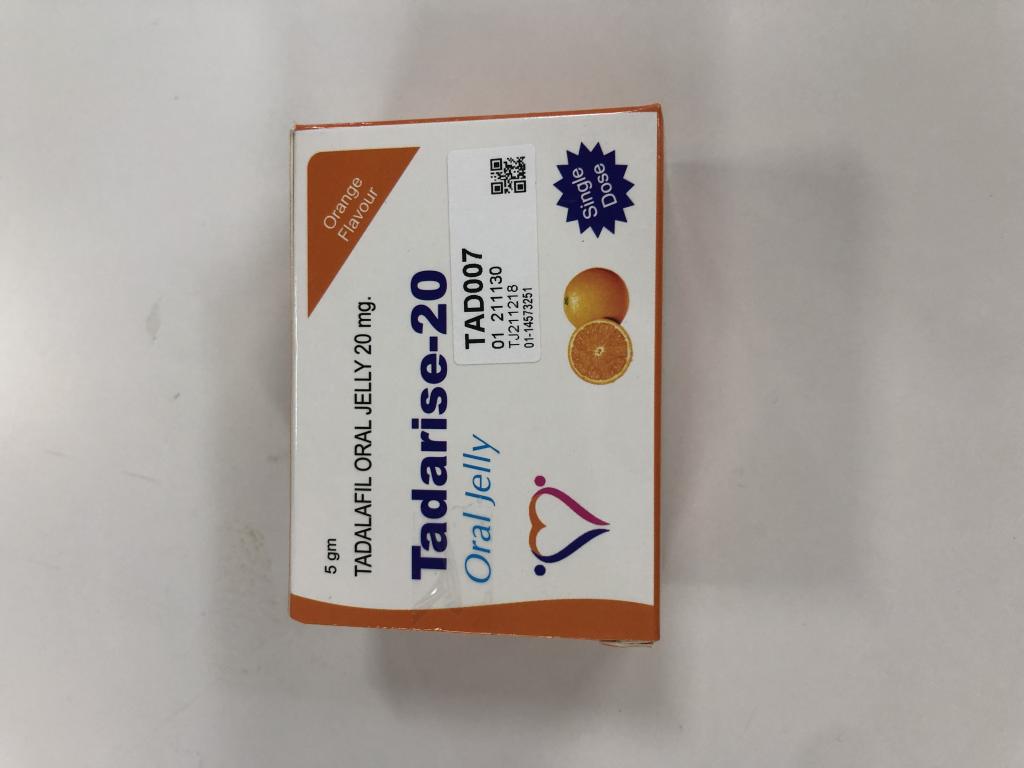 5 gm
Orange
Flavour
TADALAFIL ORAL JELLY 20 mg.
Tadarise-20
Oral Jelly
TAD007
01 211130
TJ211218
01-14573251
Single
Dose